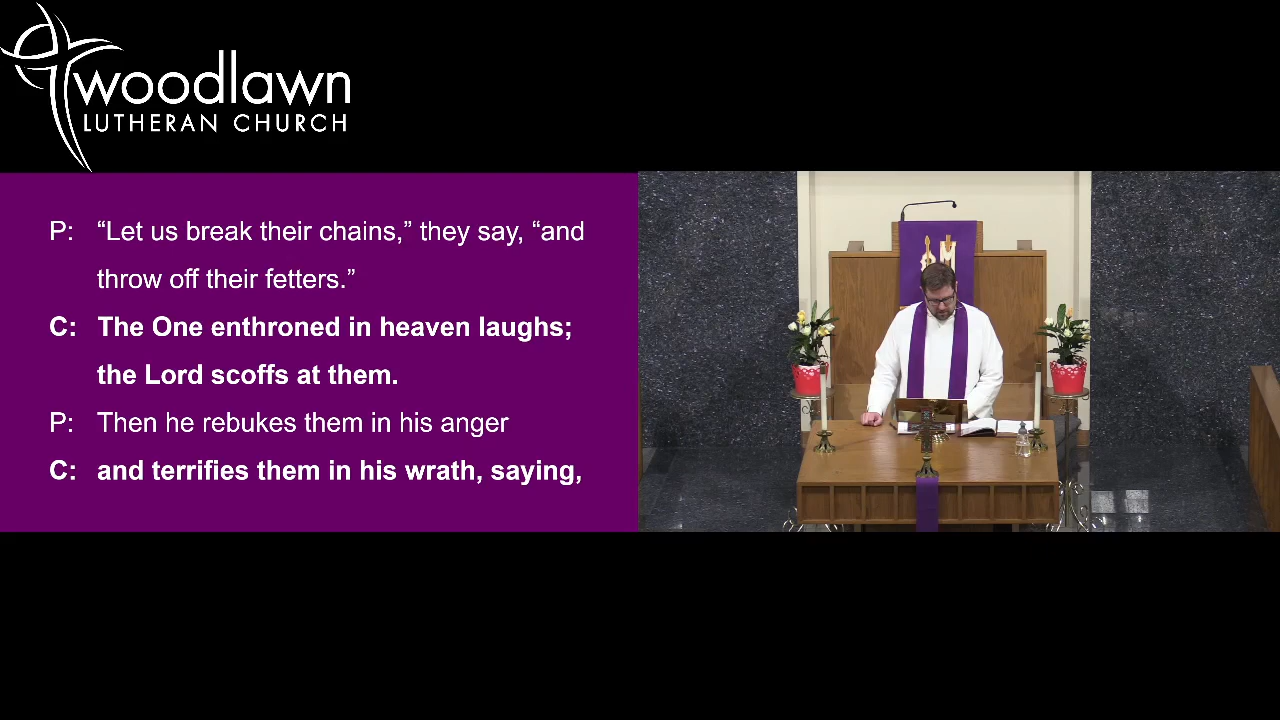 woodlawn
LUTHERAN CHURCH
P: “Let us break their chains,” they say, “and
throw off their fetters.”
C: The One enthroned in heaven laughs;
the Lord scoffs at them.
P: Then he rebukes them in his anger
C: and terrifies them in his wrath, saying,